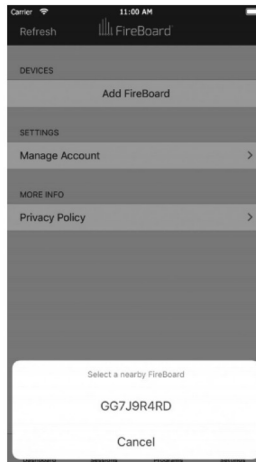 Carrier 11:00 AM
Refresh FireBoard
DEVICES
Add FireBoard
SETTINGS
Manage Account
MORE INFO
Privacy Policy
Select a nearby FireBoard
GG7J9R4RD
Cancel